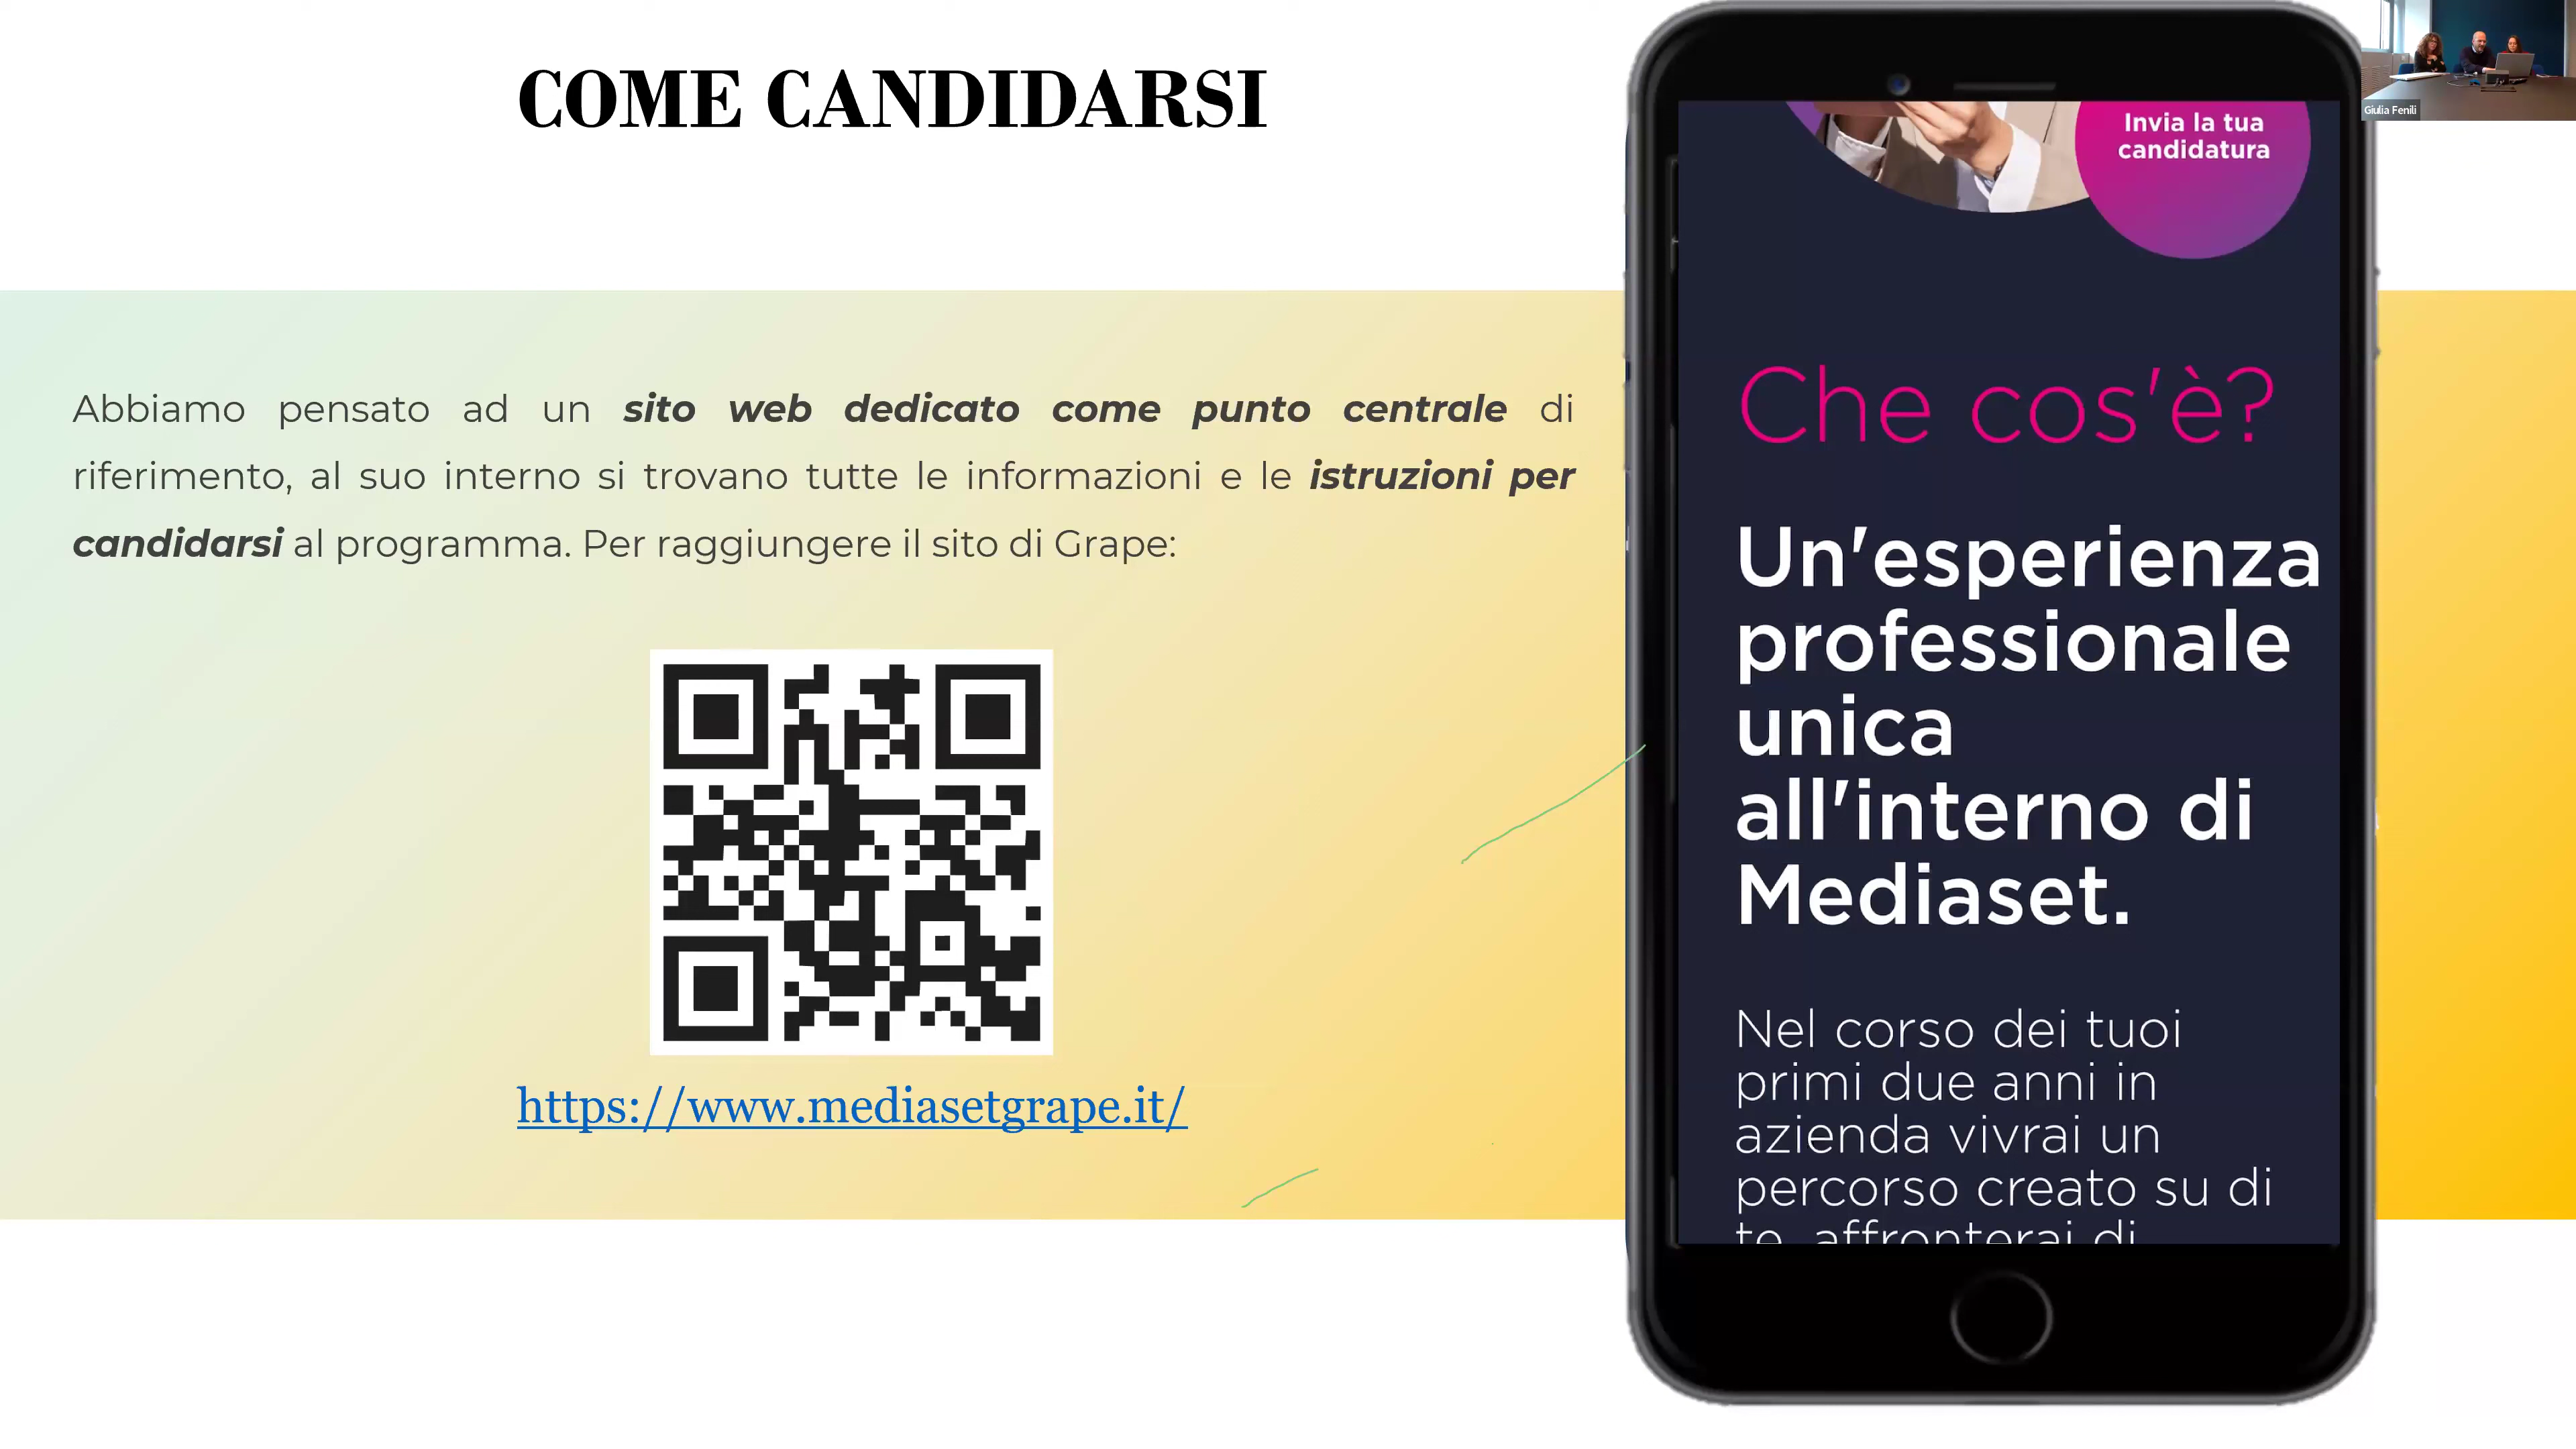 COME CANDIDARSI
Abbiamo pensato ad un sito web dedicato come punto centrale di
riferimento, al suo interno si trovano tutte le informazioni e le istruzioni per
candidarsi al programma. Per raggiungere il sito di Grape:
https://www.mediasetgrape.it/
Invia la tua
candidatura
Che cos'è?
Un'esperienza
professionale
unica
all'interno di
Mediaset.
Nel corso dei tuoi
primi due anni in
azienda vivrai un
percorso creato su di
te, affronterai di
Giulia Fenili